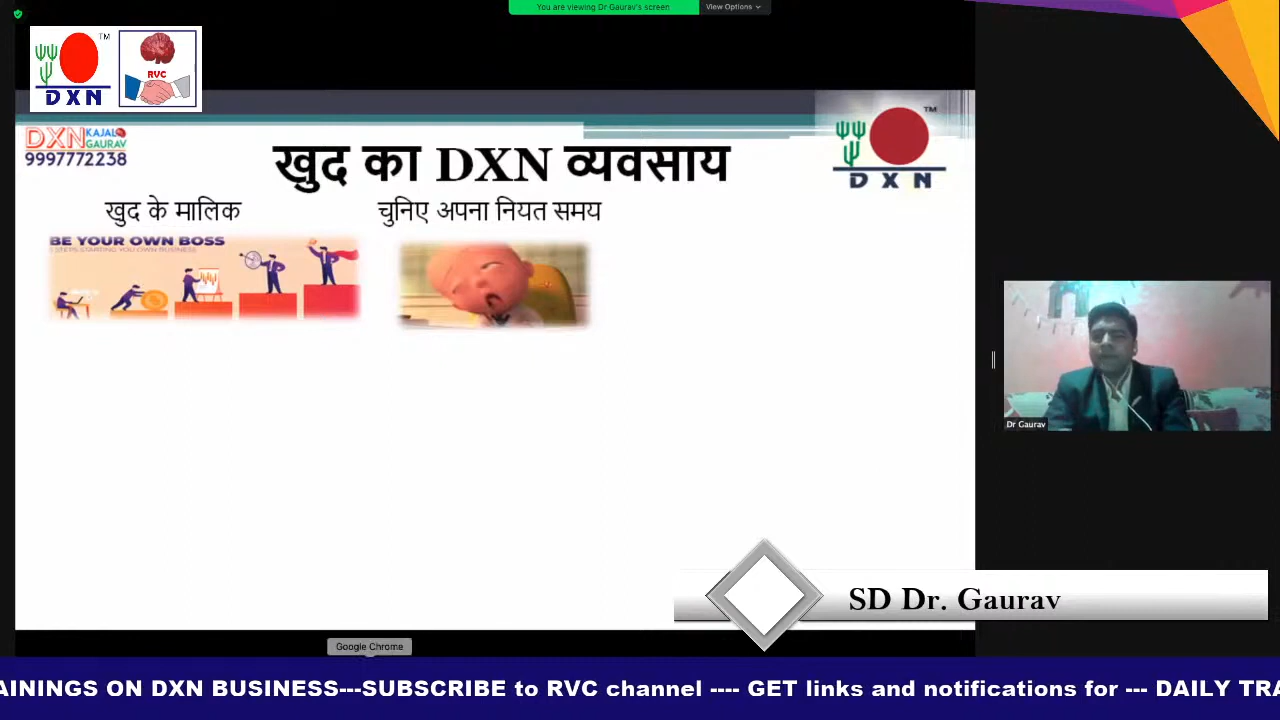 You are viewing Dr Gaurav's screen
View Options
TM
DXN
RVC
DXN KAJAL
GAURAV
9997772238
खुद का DXN व्यवसाय
TM
DXN
खुद के मालिक
चुनिए अपना नियत समय
BE YOUR OWN BOSS
Dr Gaurav
SD Dr. Gaurav
Google Chrome
AININGS ON DXN BUSINESS---SUBSCRIBE to RVC channel ---- GET links and notifications for --- DAILY TRA